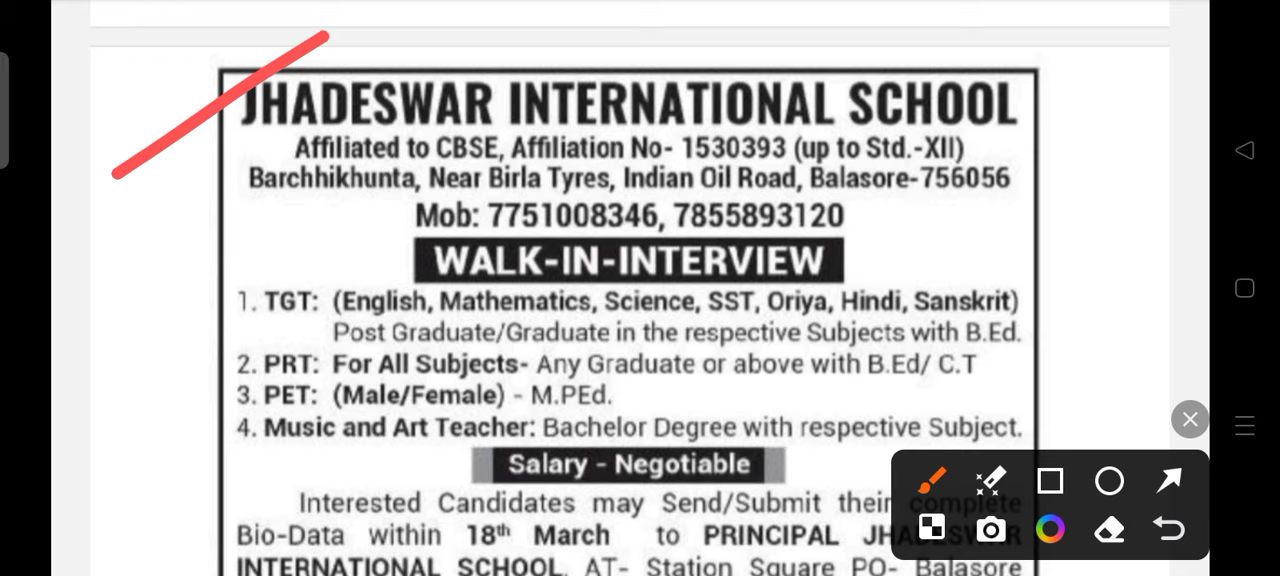 JHADESWAR INTERNATIONAL SCHOOL
Affiliated to CBSE, Affiliation No- 1530393 (up to Std.-XII)
Barchhikhunta, Near Birla Tyres, Indian Oil Road, Balasore-756056
Mob: 7751008346, 7855893120
WALK-IN-INTERVIEW
1. TGT: (English, Mathematics, Science, SST, Oriya, Hindi, Sanskrit)
Post Graduate/Graduate in the respective Subjects with B.Ed.
2. PRT: For All Subjects- Any Graduate or above with B.Ed/ C.T
3. PET: (Male/Female) - M.PEd.
4. Music and Art Teacher: Bachelor Degree with respective Subject.
Salary - Negotiable
Interested Candidates may Send/Submit their complete
Bio-Data within 18th March to PRINCIPAL JHADESWAR
INTERNATIONAL SCHOOL, AT- Station Square PO- Balasore